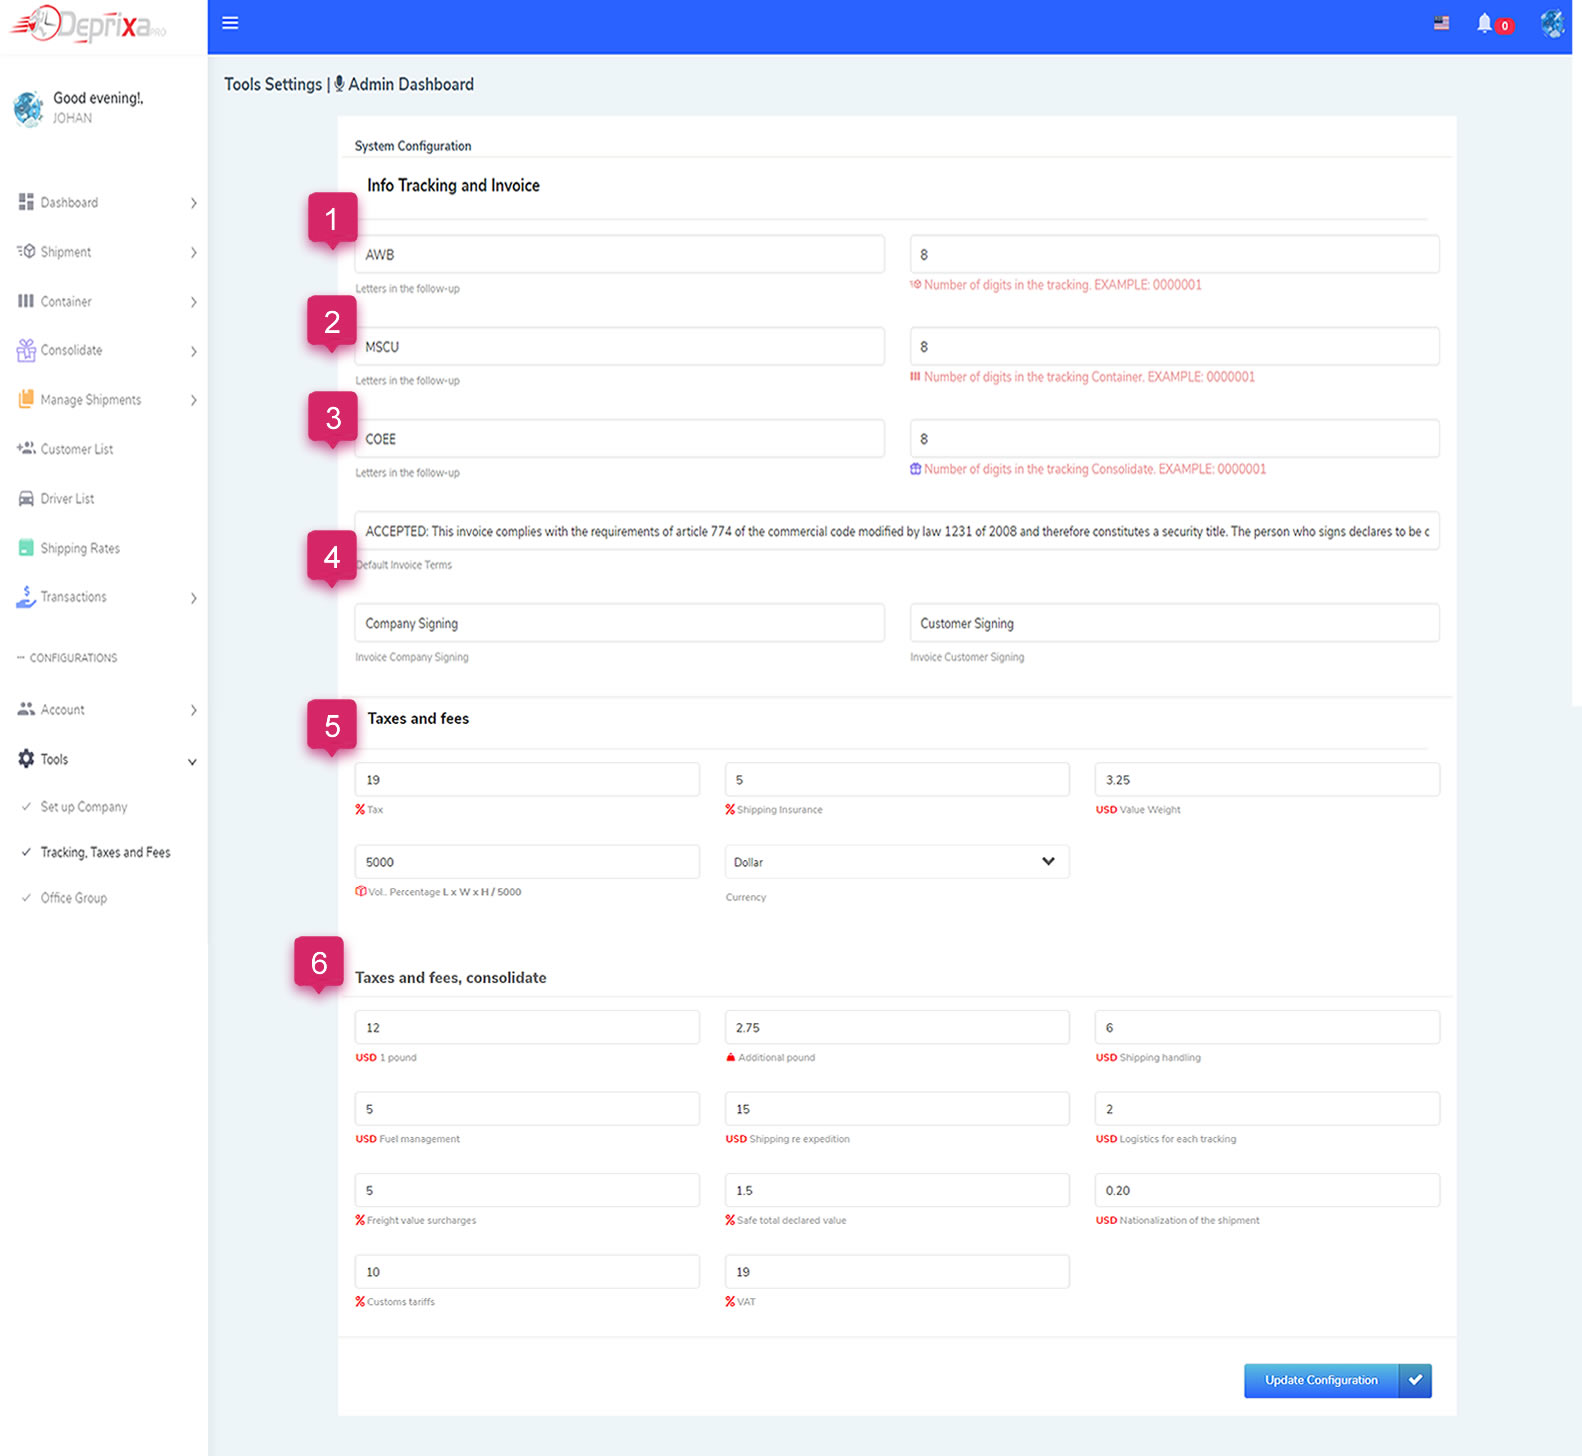 Deprixa PRO
0
Good evening!,
JOHAN
Dashboard
Shipment
Container
Consolidate
Manage Shipments
Customer List
Driver List
Shipping Rates
Transactions
CONFIGURATIONS
Account
Tools
Set up Company
Tracking, Taxes and Fees
Office Group
Tools Settings | Admin Dashboard
System Configuration
Info Tracking and Invoice
1
AWB 8
Letters in the follow-up Number of digits in the tracking. EXAMPLE: 0000001
2
MSCU 8
Letters in the follow-up Number of digits in the tracking Container. EXAMPLE: 0000001
3
COEE 8
Letters in the follow-up Number of digits in the tracking Consolidate. EXAMPLE: 0000001
ACCEPTED: This invoice complies with the requirements of article 774 of the commercial code modified by law 1231 of 2008 and therefore constitutes a security title. The person who signs declares to be c
4
Default Invoice Terms
Company Signing Customer Signing
Invoice Company Signing Invoice Customer Signing
5
Taxes and fees
19 5 3.25
% Tax % Shipping Insurance USD Value Weight
5000 Dollar
Vol.. Percentage L x W x H / 5000 Currency
6
Taxes and fees, consolidate
12 2.75 6
USD 1 pound Additional pound USD Shipping handling
5 15 2
USD Fuel management USD Shipping re expedition USD Logistics for each tracking
5 1.5 0.20
% Freight value surcharges % Safe total declared value USD Nationalization of the shipment
10 19
% Customs tariffs % VAT
Update Configuration